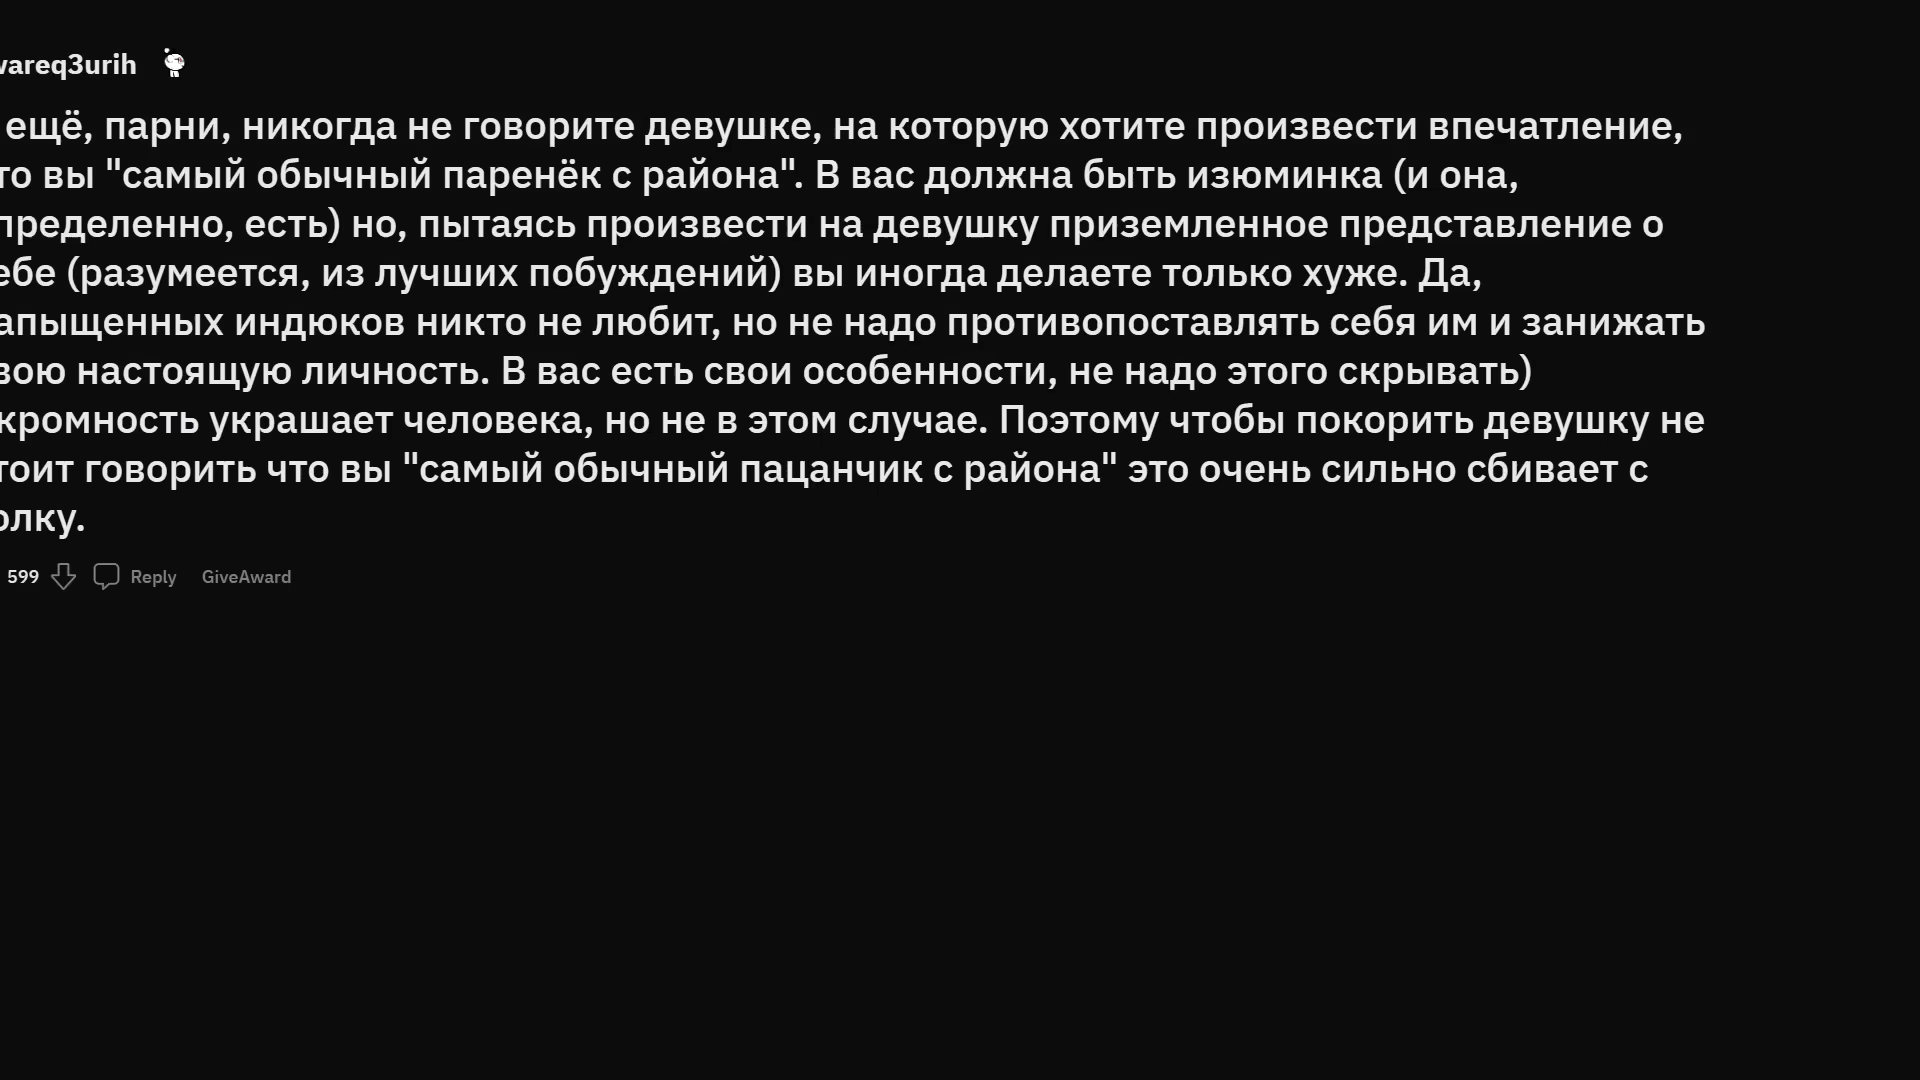 wareq3urih
ещё, парни, никогда не говорите девушке, на которую хотите произвести впечатление,
то вы "самый обычный паренёк с района". В вас должна быть изюминка (и она,
пределенно, есть) но, пытаясь произвести на девушку приземленное представление о
ебе (разумеется, из лучших побуждений) вы иногда делаете только хуже. Да,
апыщенных индюков никто не любит, но не надо противопоставлять себя им и занижать
вою настоящую личность. В вас есть свои особенности, не надо этого скрывать)
кромность украшает человека, но не в этом случае. Поэтому чтобы покорить девушку не
тоит говорить что вы "самый обычный пацанчик с района" это очень сильно сбивает с
олку.
599 Reply GiveAward